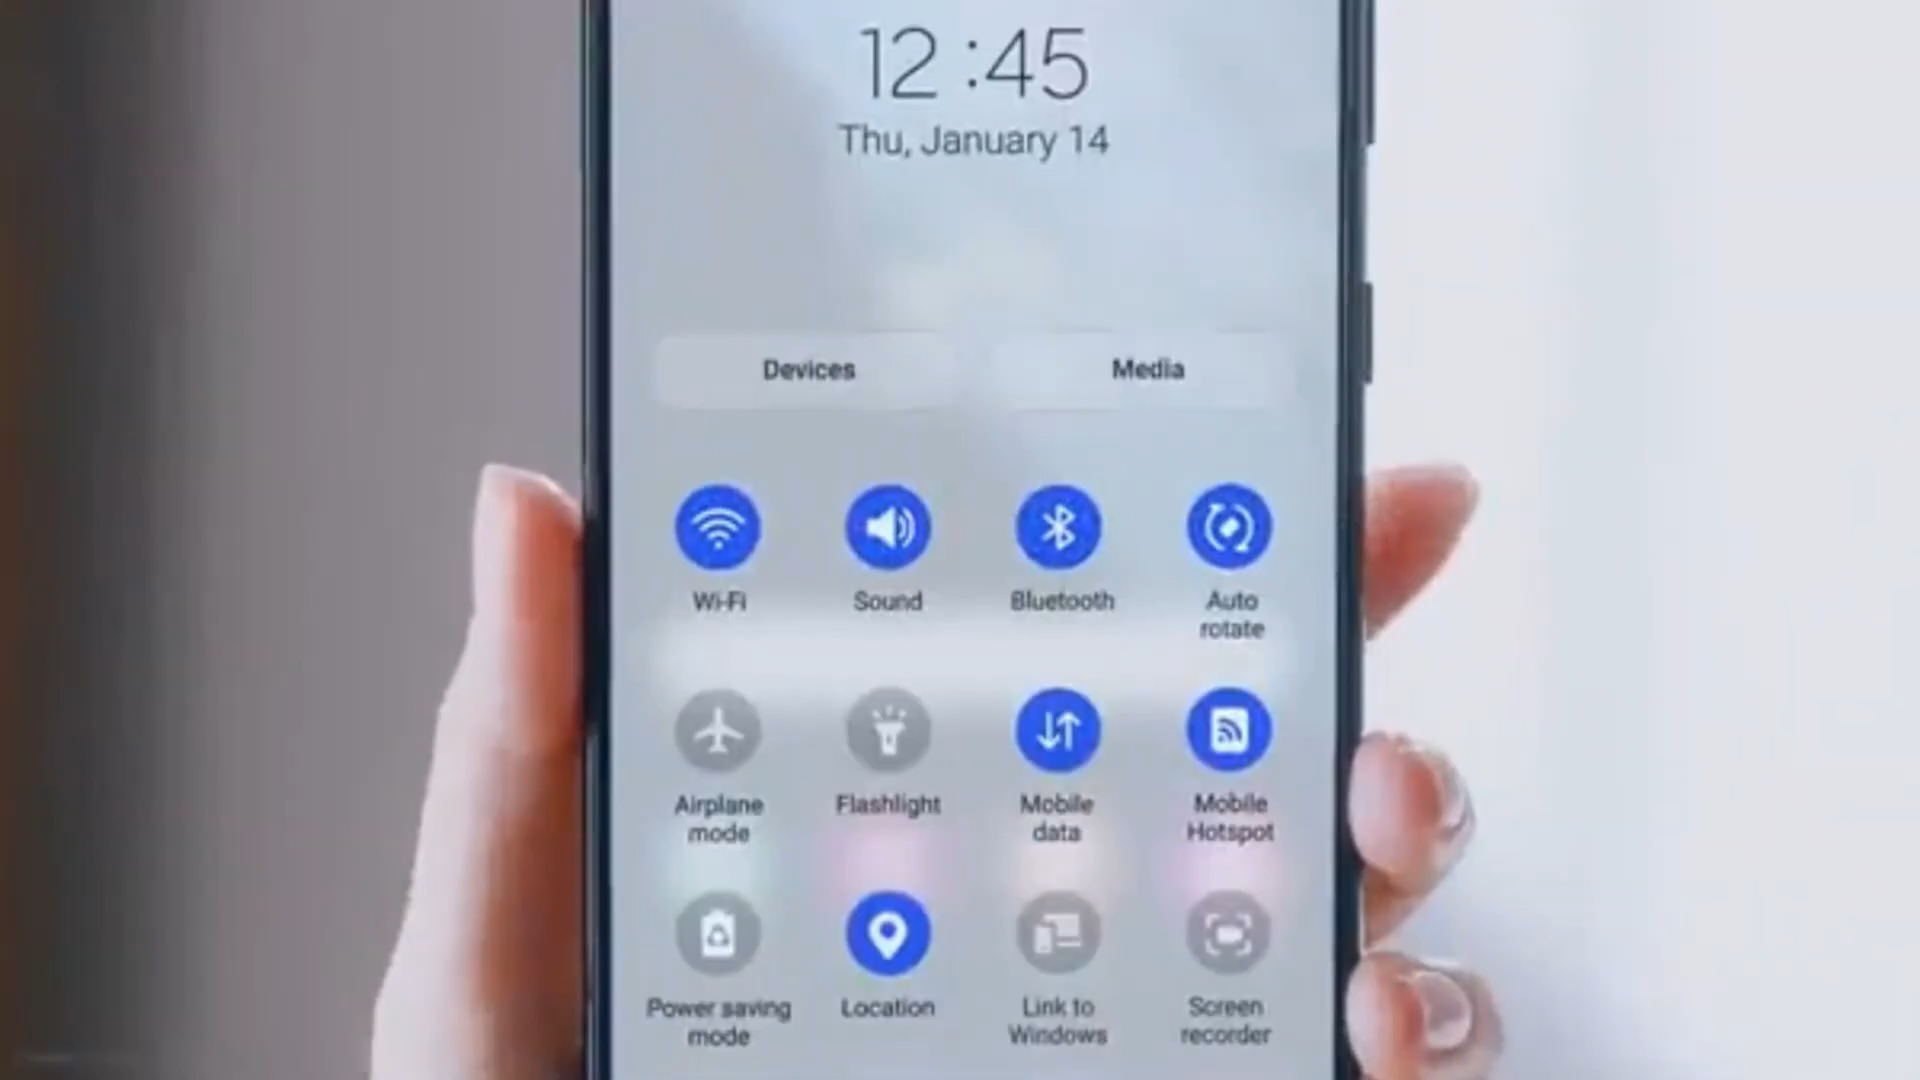 12:45
Thu, January 14
Devices Media
Wi-Fi Sound Bluetooth Auto
rotate
Airplane Flashlight Mobile Mobile
mode data Hotspot
Power saving Location Link to Screen
mode Windows recorder